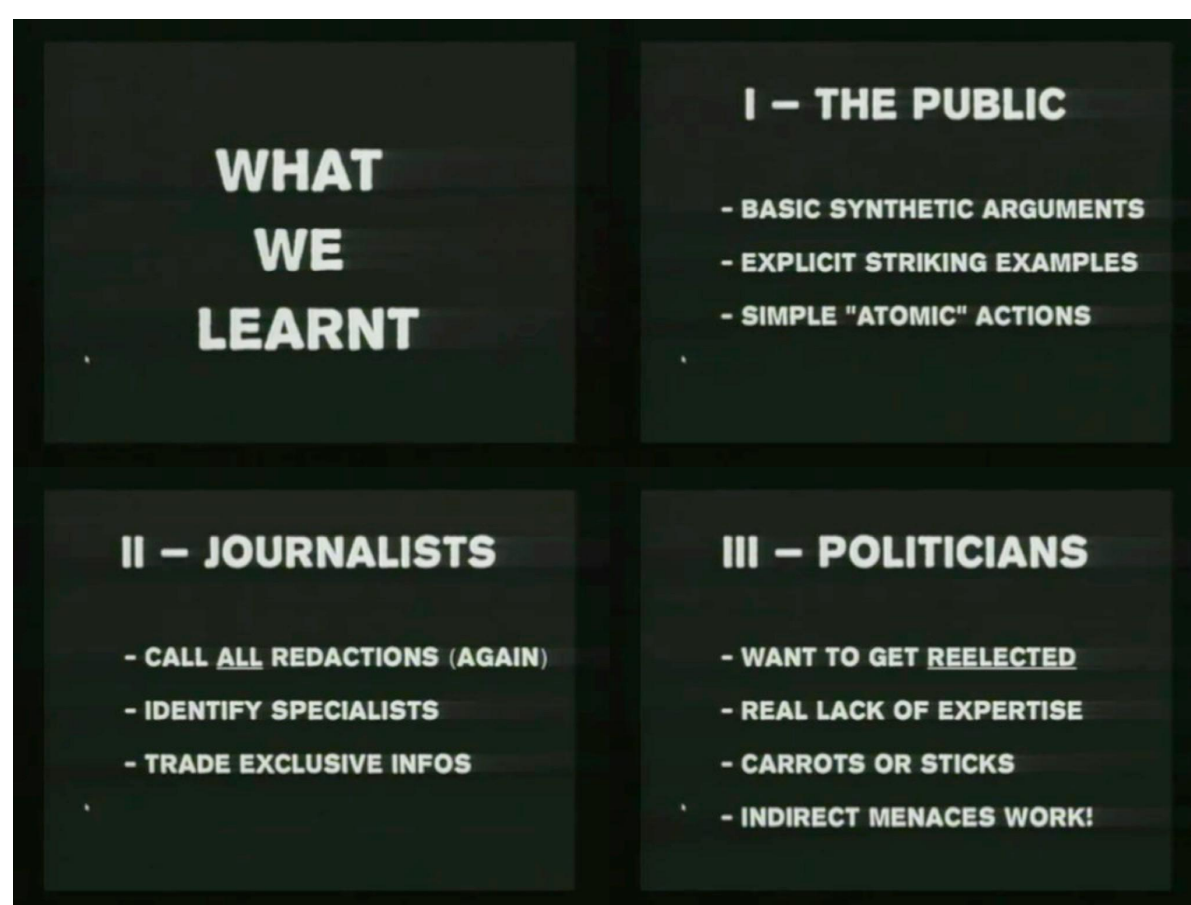 WHAT
WE
LEARNT
I – THE PUBLIC
- BASIC SYNTHETIC ARGUMENTS
- EXPLICIT STRIKING EXAMPLES
- SIMPLE "ATOMIC" ACTIONS
II – JOURNALISTS
- CALL ALL REDACTIONS (AGAIN)
- IDENTIFY SPECIALISTS
- TRADE EXCLUSIVE INFOS
III – POLITICIANS
- WANT TO GET REELECTED
- REAL LACK OF EXPERTISE
- CARROTS OR STICKS
- INDIRECT MENACES WORK!